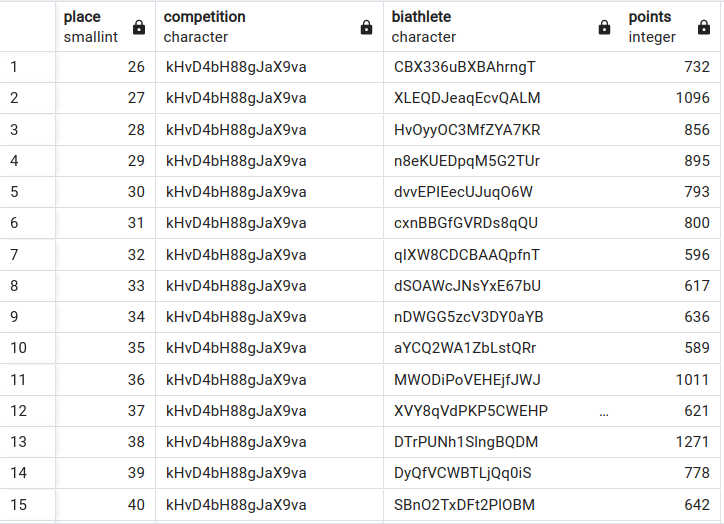 place competition biathlete points
smallint character character integer
1 26 kHvD4bH88gJaX9va CBX336uBXBAhrngT 732
2 27 kHvD4bH88gJaX9va XLEQDJeaqEcvQALM 1096
3 28 kHvD4bH88gJaX9va HvOyyOC3MfZYA7KR 856
4 29 kHvD4bH88gJaX9va n8eKUEDpqM5G2TUr 895
5 30 kHvD4bH88gJaX9va dvvEPIEecUJuqO6W 793
6 31 kHvD4bH88gJaX9va cxnBBGfGVRDs8qQU 800
7 32 kHvD4bH88gJaX9va qIXW8CDCBAAQpfnT 596
8 33 kHvD4bH88gJaX9va dSOAWcJNsYxE67bU 617
9 34 kHvD4bH88gJaX9va nDWGG5zcV3DY0aYB 636
10 35 kHvD4bH88gJaX9va aYCQ2WA1ZbLstQRr 589
11 36 kHvD4bH88gJaX9va MWODiPoVEHEjfJWJ 1011
12 37 kHvD4bH88gJaX9va XVY8qVdPKP5CWEHP … 621
13 38 kHvD4bH88gJaX9va DTrPUNh1SIngBQDM 1271
14 39 kHvD4bH88gJaX9va DyQfVCWBTLjQq0iS 778
15 40 kHvD4bH88gJaX9va SBnO2TxDFt2PIOBM 642